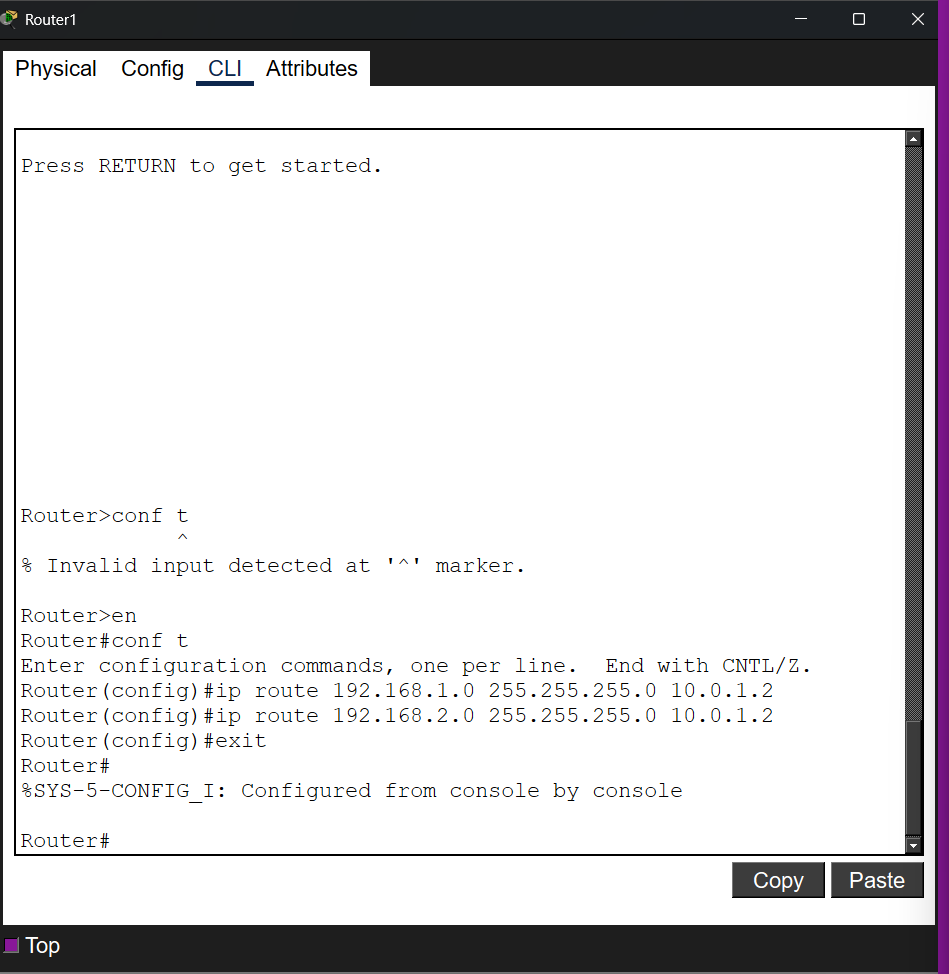 Router1
Physical Config CLI Attributes
Press RETURN to get started.
Router>conf t
^
% Invalid input detected at '^' marker.
Router>en
Router#conf t
Enter configuration commands, one per line.  End with CNTL/Z.
Router(config)#ip route 192.168.1.0 255.255.255.0 10.0.1.2
Router(config)#ip route 192.168.2.0 255.255.255.0 10.0.1.2
Router(config)#exit
Router#
%SYS-5-CONFIG_I: Configured from console by console
Router#
Copy Paste
Top